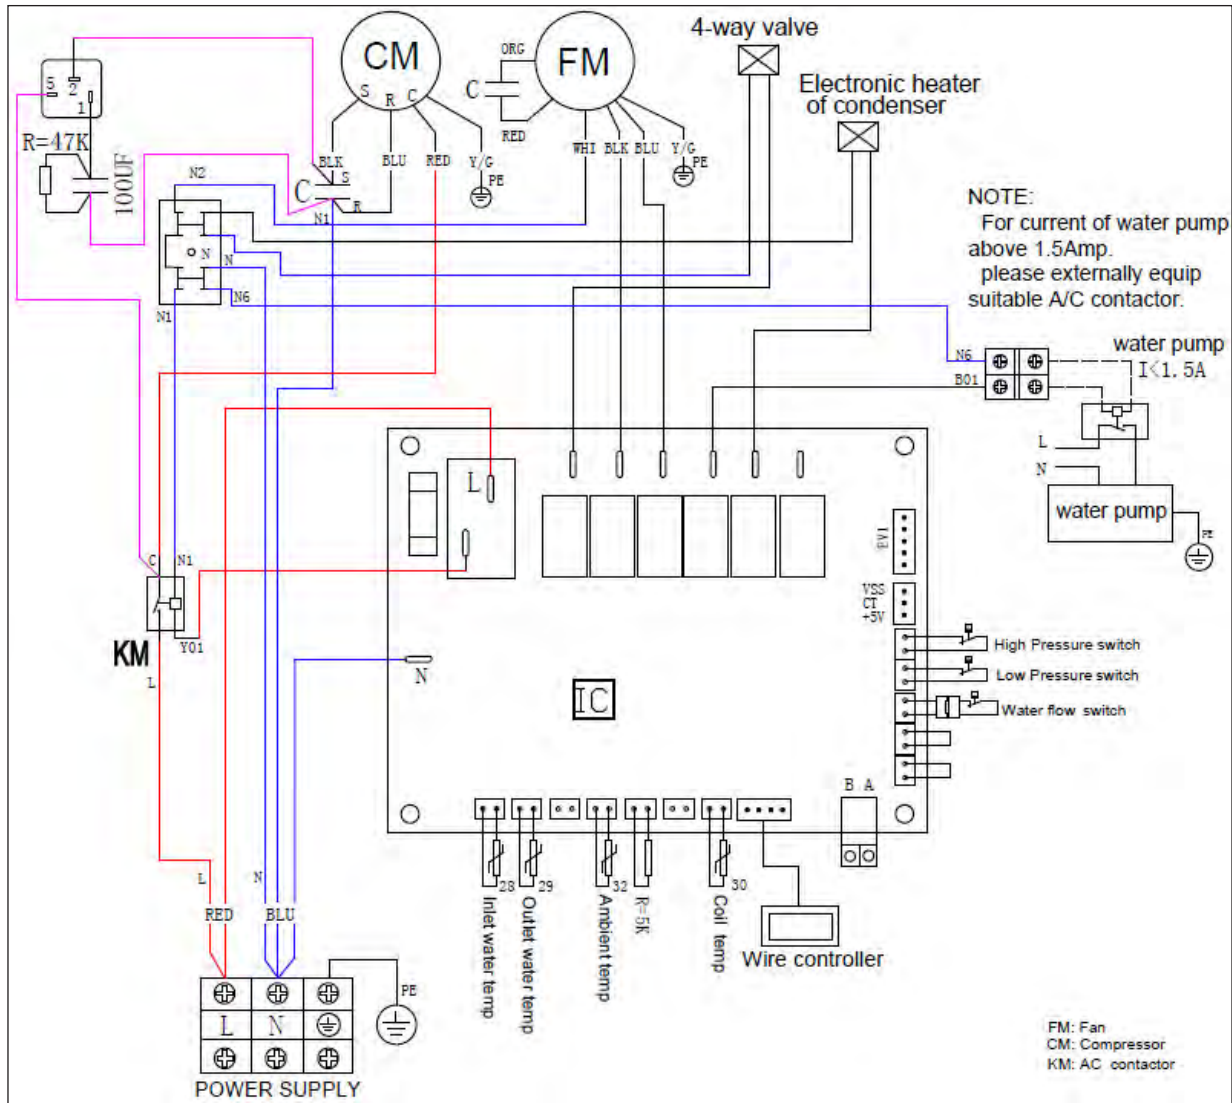 4-way valve
CM
FM
ORG
C
RED
Electronic heater
of condenser
5
2
1
S
R
C
R=47K
100UF
BLK
BLU
RED
Y/G
PE
WHI
BLK
BLU
Y/G
PE
C
S
R
N1
N2
N
N
N6
N1
NOTE:
For current of water pump
above 1.5Amp.
please externally equip
suitable A/C contactor.
N6
B01
water pump
I<1.5A
L
N
water pump
PE
L
EV1
VSS
CT
+5V
C
N1
KM
Y01
L
N
IC
High Pressure switch
Low Pressure switch
Water flow switch
B A
28
29
32
30
Inlet water temp
Outlet water temp
Ambient temp
R=5K
Coil temp
Wire controller
L
N
RED
BLU
PE
L
N
POWER SUPPLY
FM: Fan
CM: Compressor
KM: AC contactor